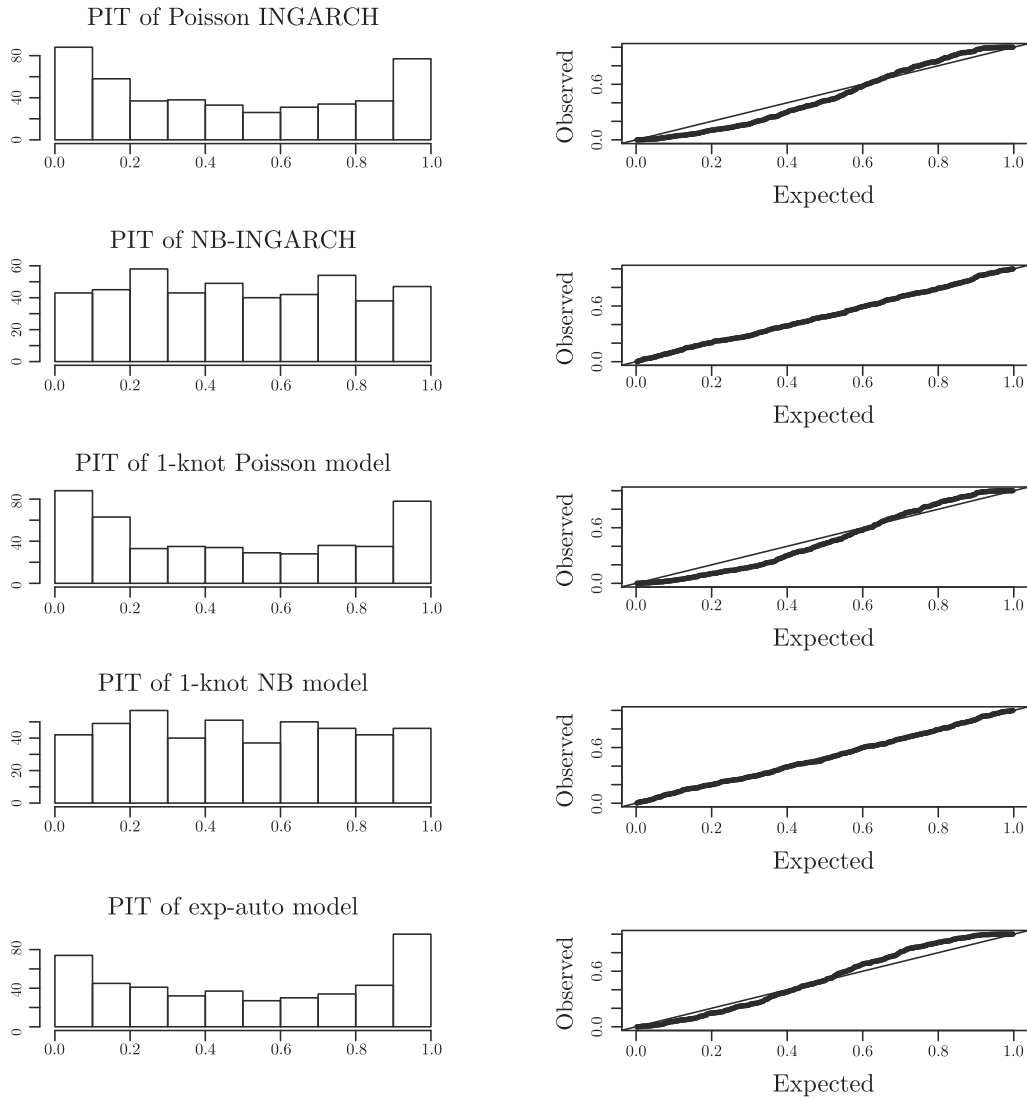 PIT of Poisson INGARCH
0 40 80
0.0 0.2 0.4 0.6 0.8 1.0
Observed
0.0 0.6
0.0 0.2 0.4 0.6 0.8 1.0
Expected
PIT of NB-INGARCH
0 20 40 60
0.0 0.2 0.4 0.6 0.8 1.0
Observed
0.0 0.6
0.0 0.2 0.4 0.6 0.8 1.0
Expected
PIT of 1-knot Poisson model
0 40 80
0.0 0.2 0.4 0.6 0.8 1.0
Observed
0.0 0.6
0.0 0.2 0.4 0.6 0.8 1.0
Expected
PIT of 1-knot NB model
0 20 40
0.0 0.2 0.4 0.6 0.8 1.0
Observed
0.0 0.6
0.0 0.2 0.4 0.6 0.8 1.0
Expected
PIT of exp-auto model
0 40 80
0.0 0.2 0.4 0.6 0.8 1.0
Observed
0.0 0.6
0.0 0.2 0.4 0.6 0.8 1.0
Expected